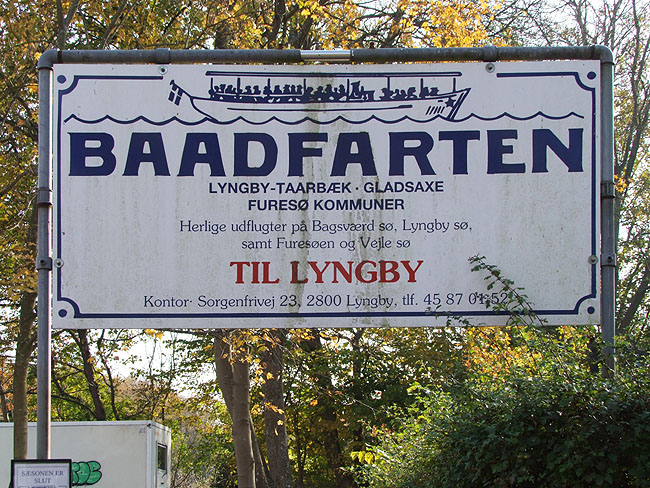 BAADFARTEN
LYNGBY-TAARBÆK · GLADSAXE
FURESØ KOMMUNER
Herlige udflugter på Bagsværd sø, Lyngby sø,
samt Furesøen og Vejle sø
TIL LYNGBY
Kontor· Sorgenfrivej 23, 2800 Lyngby, tlf. 45 87 01 52
SÆSONEN ER
SLUT